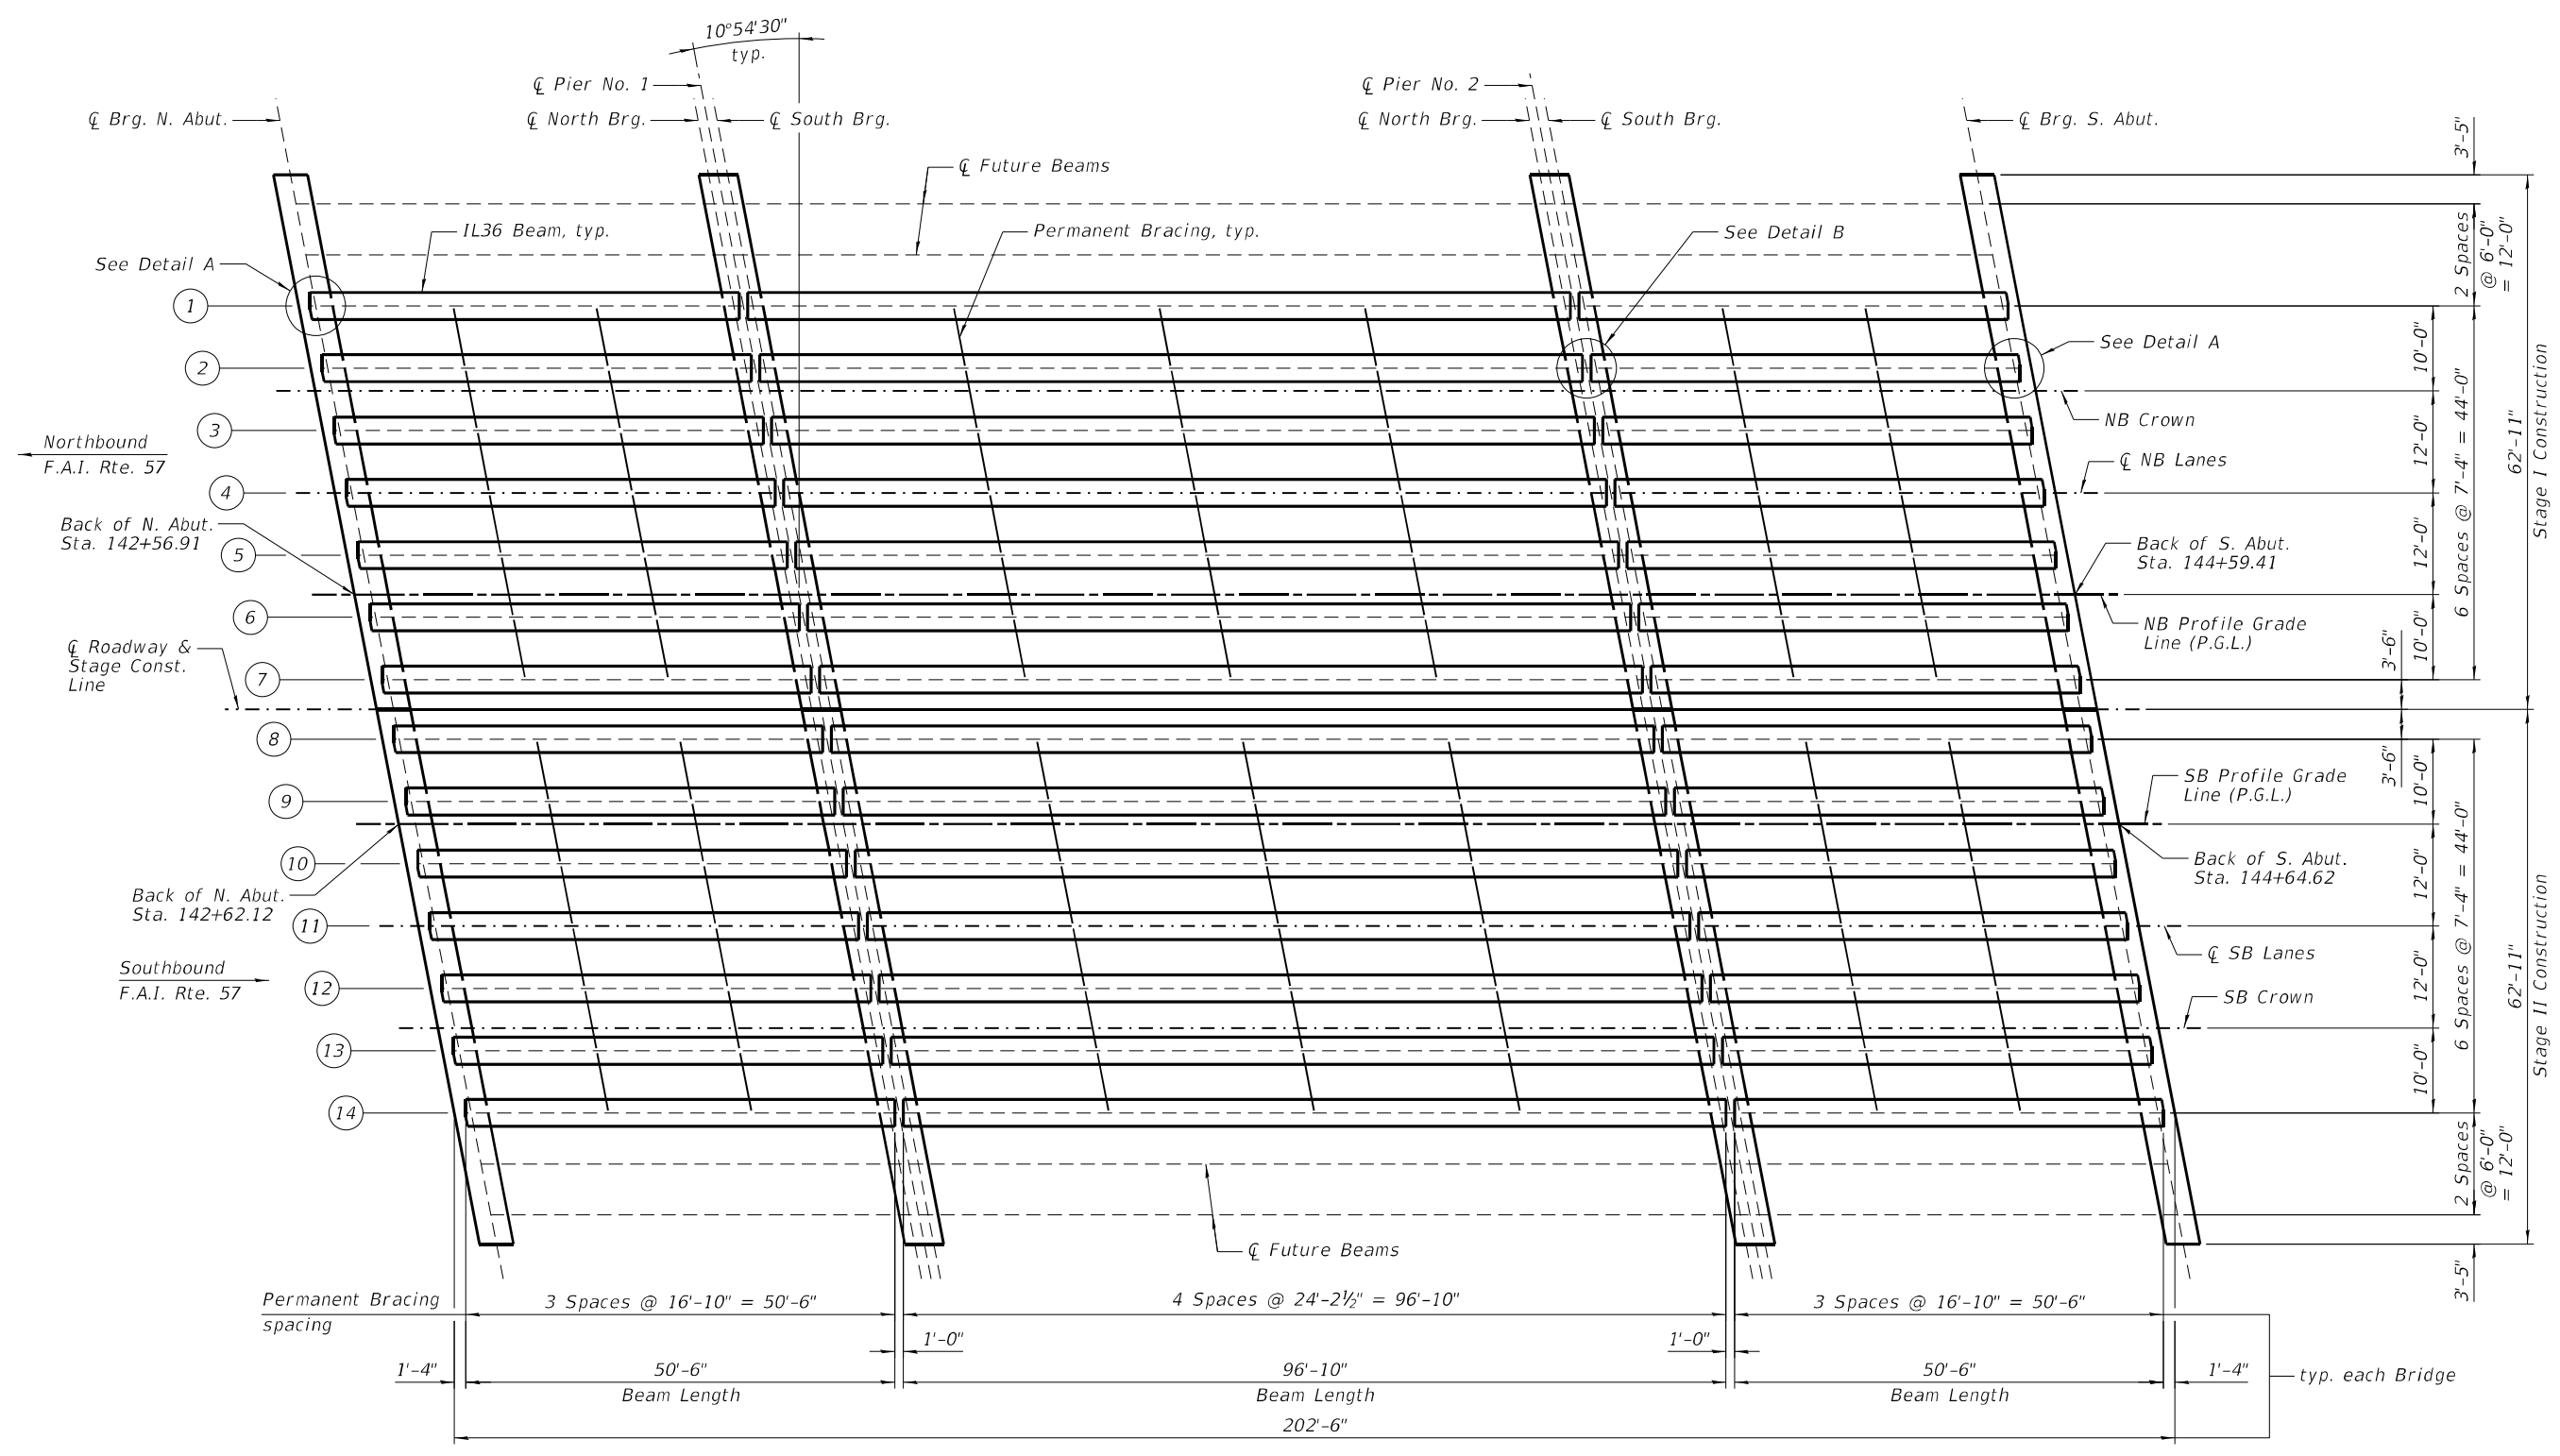 10°54'30"
typ.
℄ Pier No. 1
℄ Pier No. 2
℄ Brg. N. Abut.
℄ North Brg.
℄ South Brg.
℄ North Brg.
℄ South Brg.
℄ Brg. S. Abut.
3'-5"
℄ Future Beams
IL36 Beam, typ.
Permanent Bracing, typ.
See Detail B
2 Spaces
@ 6'-0"
= 12'-0"
See Detail A
1
See Detail A
2
10'-0"
NB Crown
3
Northbound
F.A.I. Rte. 57
12'-0"
6 Spaces @ 7'-4" = 44'-0"
62'-11"
Stage I Construction
℄ NB Lanes
4
Back of N. Abut.
Sta. 142+56.91
5
12'-0"
Back of S. Abut.
Sta. 144+59.41
6
NB Profile Grade
Line (P.G.L.)
10'-0"
3'-6"
℄ Roadway &
Stage Const.
Line
7
8
3'-6"
10'-0"
SB Profile Grade
Line (P.G.L.)
9
10
12'-0"
Back of S. Abut.
Sta. 144+64.62
Back of N. Abut.
Sta. 142+62.12
11
6 Spaces @ 7'-4" = 44'-0"
62'-11"
Stage II Construction
℄ SB Lanes
Southbound
F.A.I. Rte. 57
12
12'-0"
SB Crown
13
10'-0"
14
2 Spaces
@ 6'-0"
= 12'-0"
℄ Future Beams
3'-5"
Permanent Bracing
spacing
3 Spaces @ 16'-10" = 50'-6"
4 Spaces @ 24'-2½" = 96'-10"
3 Spaces @ 16'-10" = 50'-6"
1'-0"
1'-0"
1'-4"
50'-6"
Beam Length
96'-10"
Beam Length
50'-6"
Beam Length
1'-4"
typ. each Bridge
202'-6"